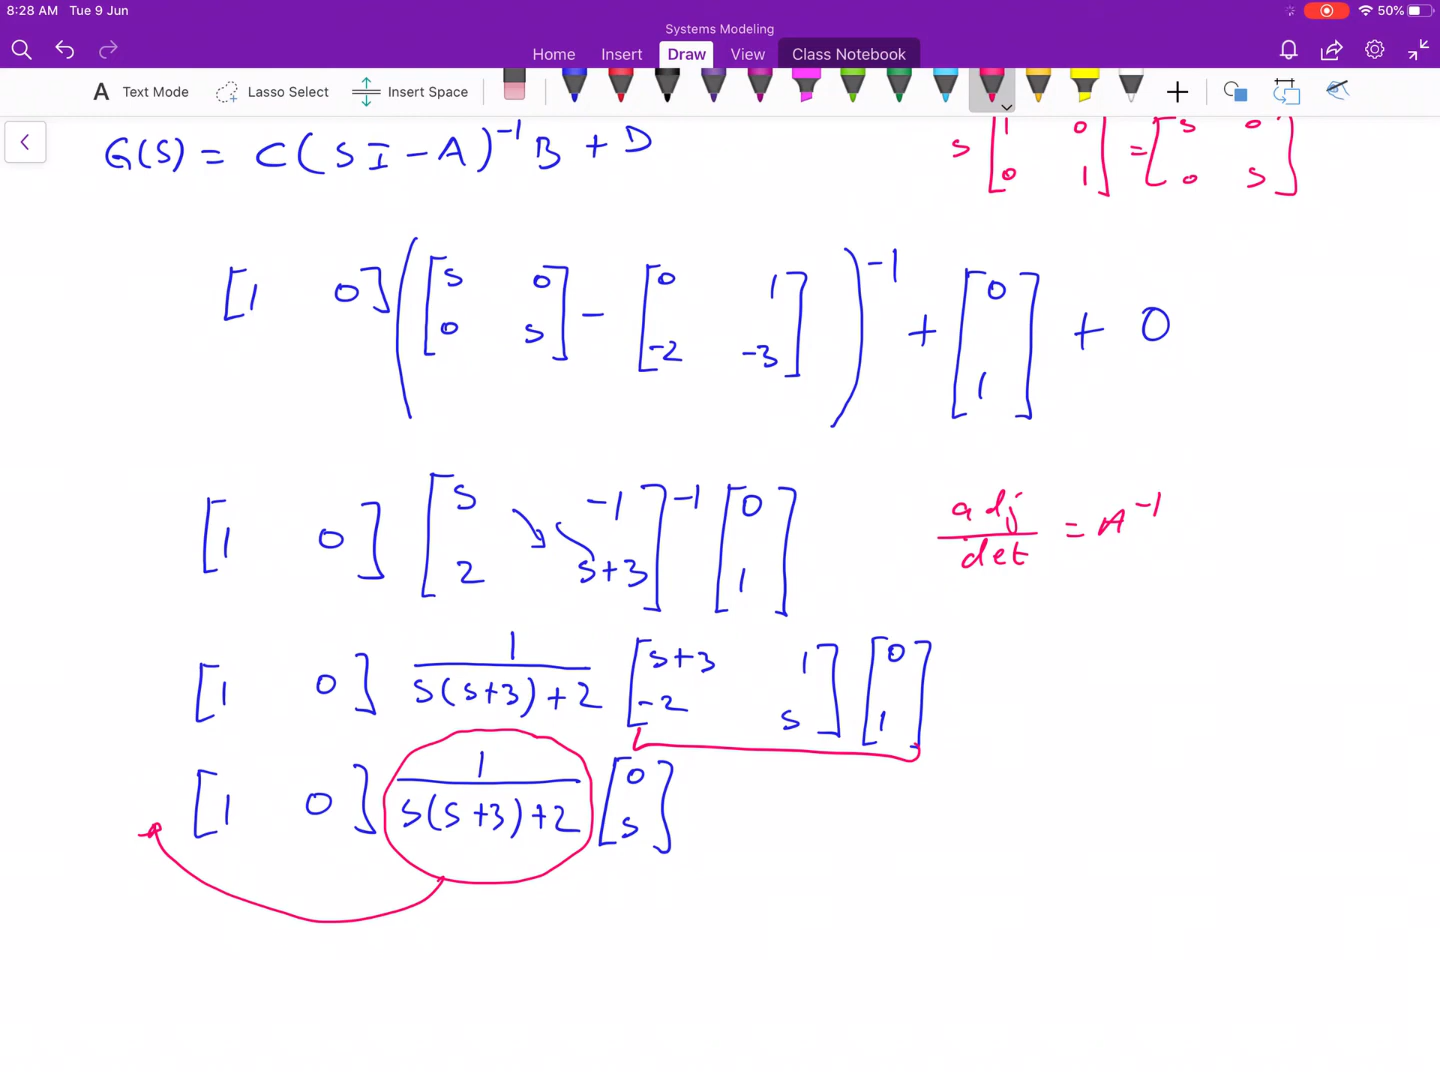 8:28 AM Tue 9 Jun 50%
Systems Modeling
Home Insert Draw View Class Notebook
A Text Mode Lasso Select Insert Space
G(S) = C(SI-A)^-1 B + D
s [1 0; 0 1] = [s 0; 0 s]
[1 0] ([s 0; 0 s] - [0 1; -2 -3])^-1 + [0; 1] + 0
[1 0] [s -1; 2 s+3]^-1 [0; 1]
adj/det = A^-1
[1 0] 1/(s(s+3)+2) [s+3 1; -2 s] [0; 1]
[1 0] 1/(s(s+3)+2) [0; s]